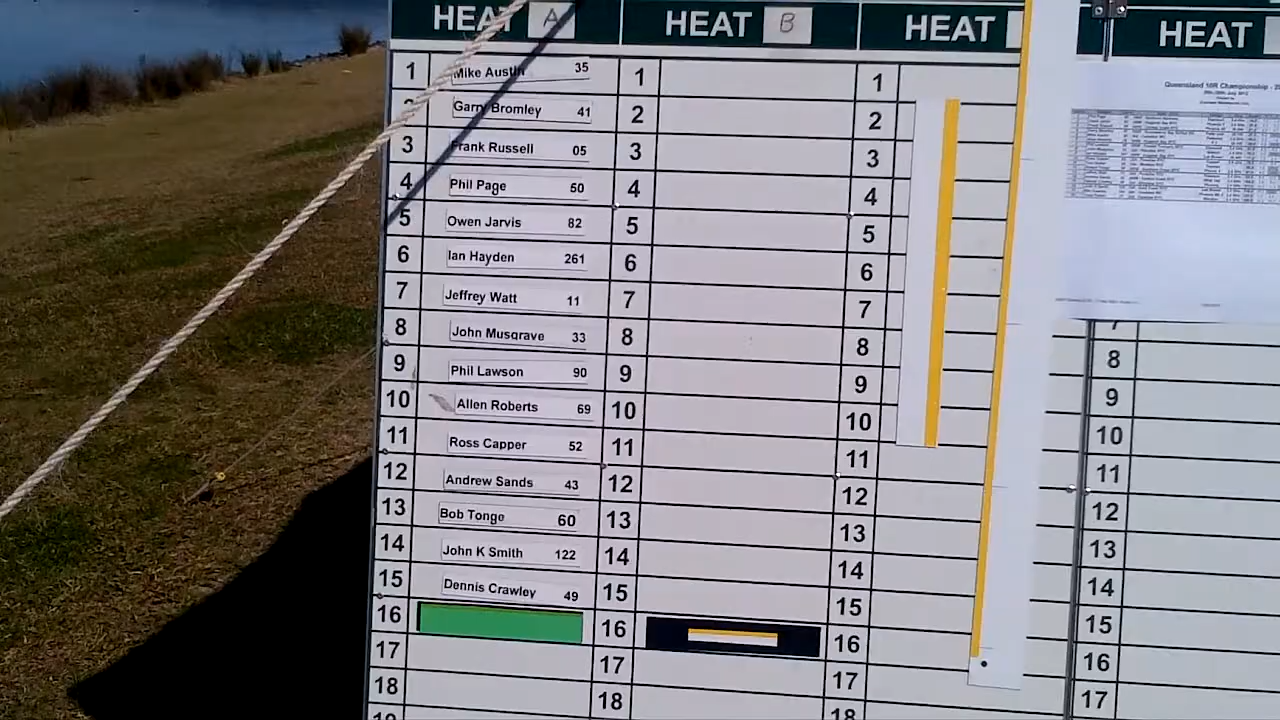 HEAT A HEAT B HEAT HEAT
1 Mike Austin 35 1 1
Garry Bromley 41 2 2
3 Frank Russell 05 3 3
4 Phil Page 50 4 4
5 Owen Jarvis 82 5 5
6 Ian Hayden 261 6 6
7 Jeffrey Watt 11 7 7 7
8 John Musgrave 33 8 8 8
9 Phil Lawson 90 9 9 9
10 Allen Roberts 69 10 10 10
11 Ross Capper 52 11 11 11
12 Andrew Sands 43 12 12 12
13 Bob Tonge 60 13 13 13
14 John K Smith 122 14 14 14
15 Dennis Crawley 49 15 15 15
16 16 16 16
17 17 17 17
18 18 18
Queensland 10R Championship